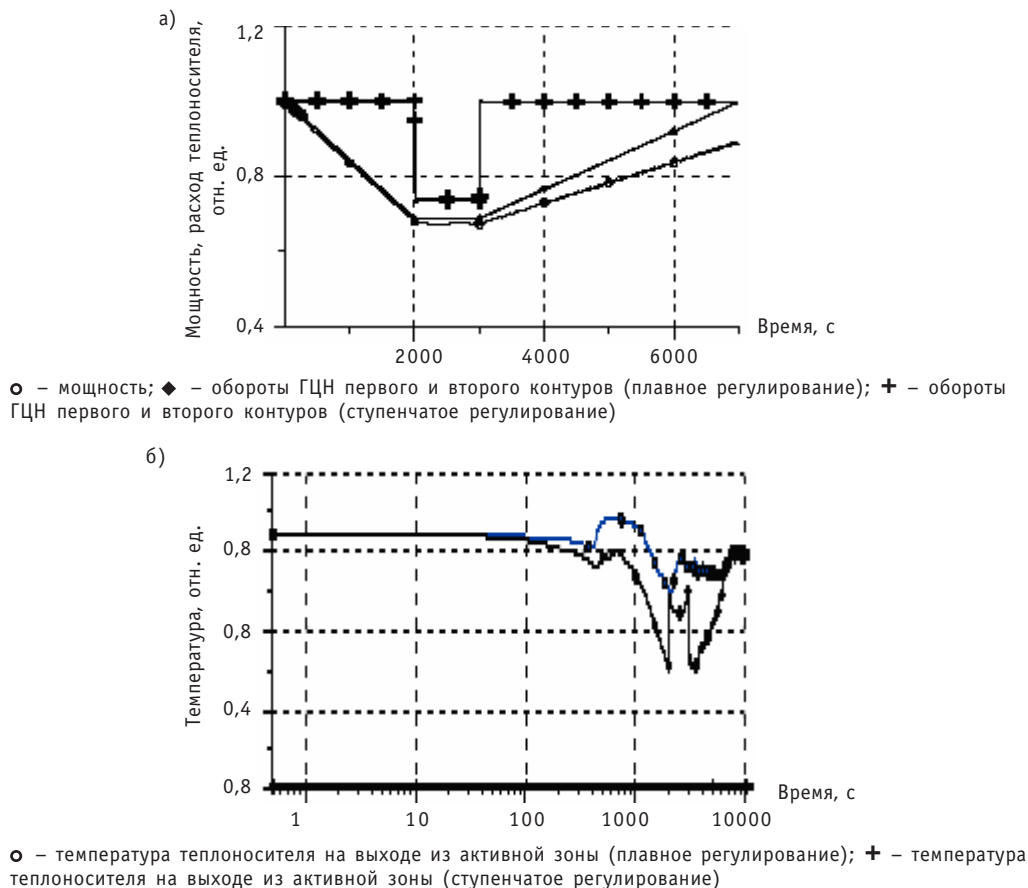 а)
Мощность, расход теплоносителя,
отн. ед.
1,2
0,8
0,4
2000 4000 6000
Время, с
o – мощность; ◆ – обороты ГЦН первого и второго контуров (плавное регулирование); + – обороты
ГЦН первого и второго контуров (ступенчатое регулирование)
б)
Температура, отн. ед.
1,2
0,8
0,8
0,4
0,8
1 10 100 1000 10000
Время, с
o – температура теплоносителя на выходе из активной зоны (плавное регулирование); + – температура
теплоносителя на выходе из активной зоны (ступенчатое регулирование)